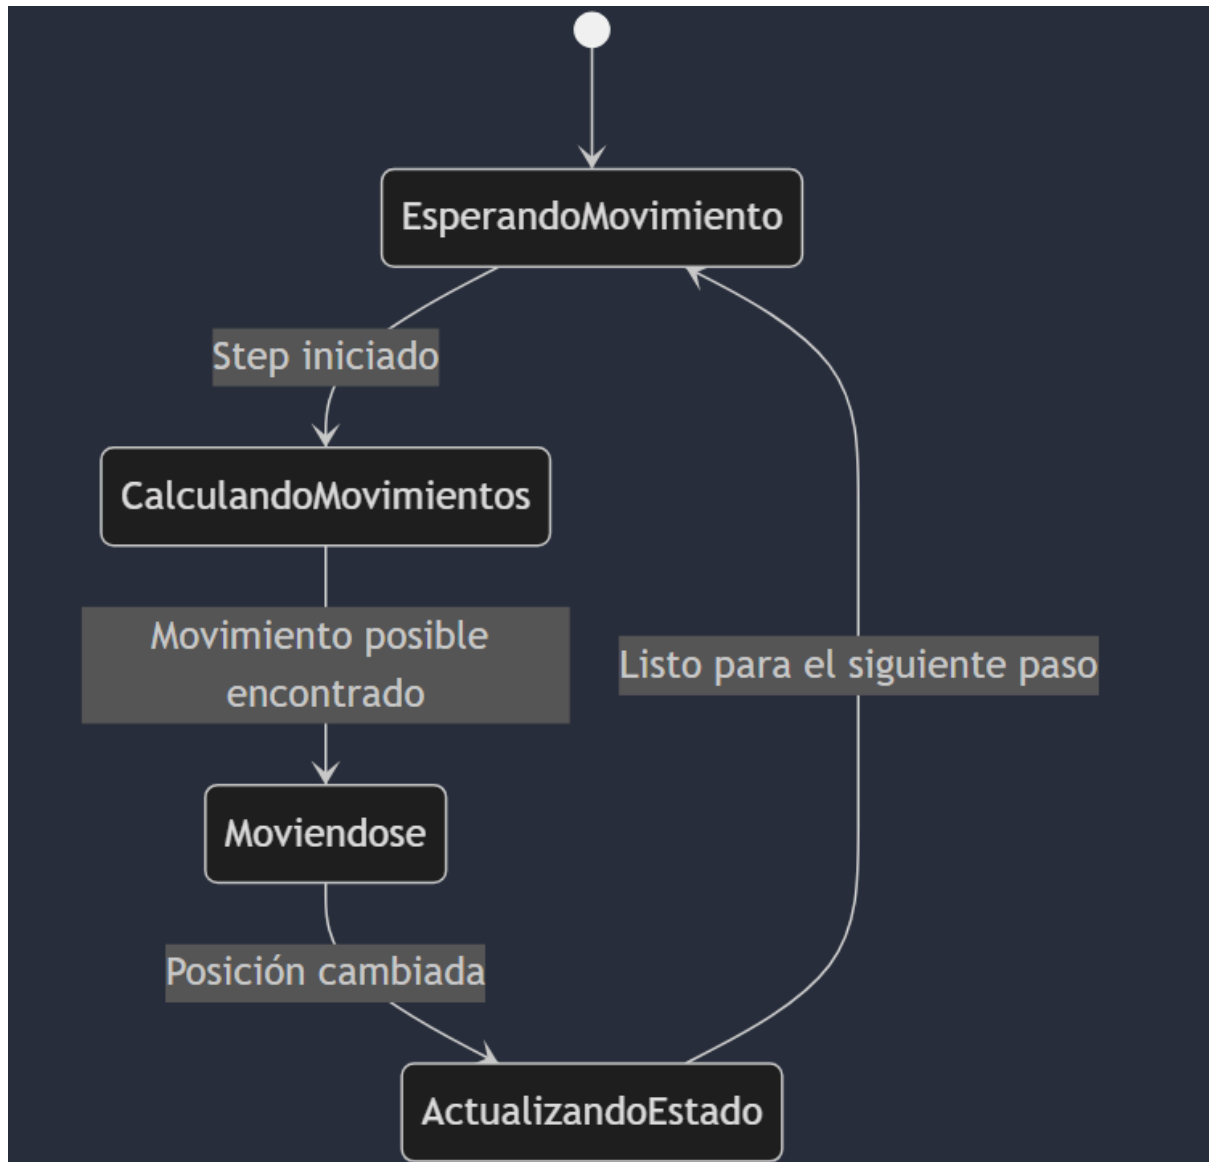 EsperandoMovimiento
Step iniciado
CalculandoMovimientos
Movimiento posible
encontrado
Listo para el siguiente paso
Moviendose
Posición cambiada
ActualizandoEstado